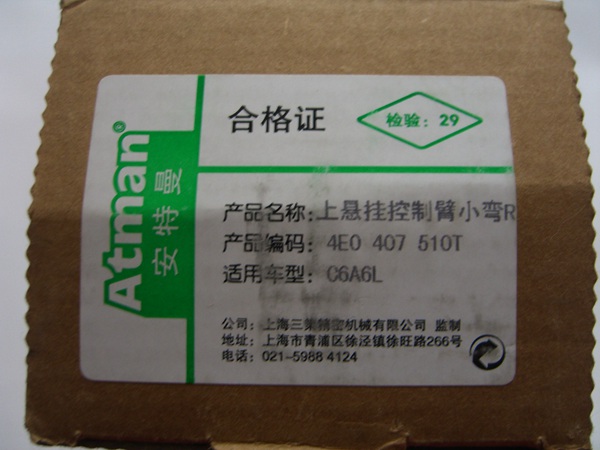 Atman®
安特曼
合格证
检验：29
产品名称：上悬挂控制臂小弯R
产品编码：4E0 407 510T
适用车型：C6A6L
公司：上海三集精密机械有限公司 监制
地址：上海市青浦区徐泾镇徐旺路266号
电话：021-5988 4124